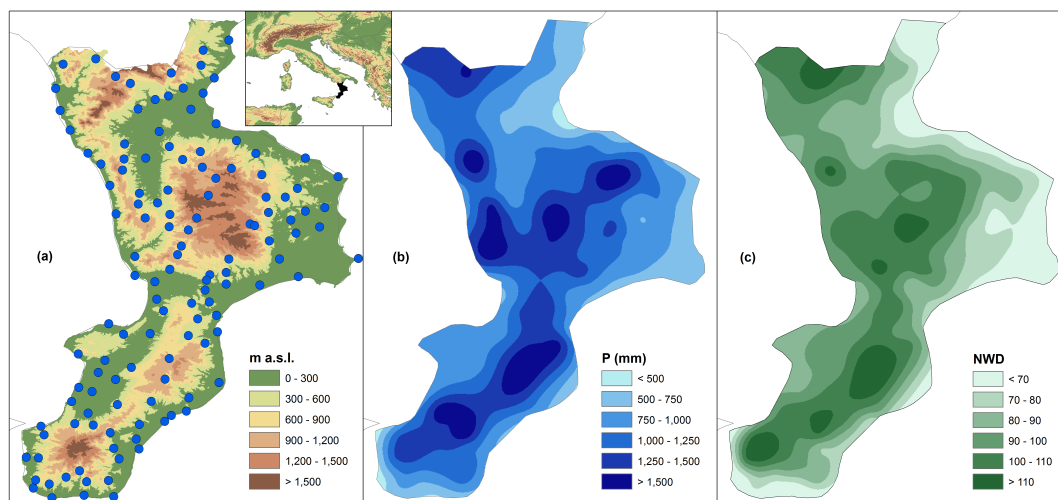 (a)
m a.s.l.
0 - 300
300 - 600
600 - 900
900 - 1,200
1,200 - 1,500
> 1,500
(b)
P (mm)
< 500
500 - 750
750 - 1,000
1,000 - 1,250
1,250 - 1,500
> 1,500
(c)
NWD
< 70
70 - 80
80 - 90
90 - 100
100 - 110
> 110